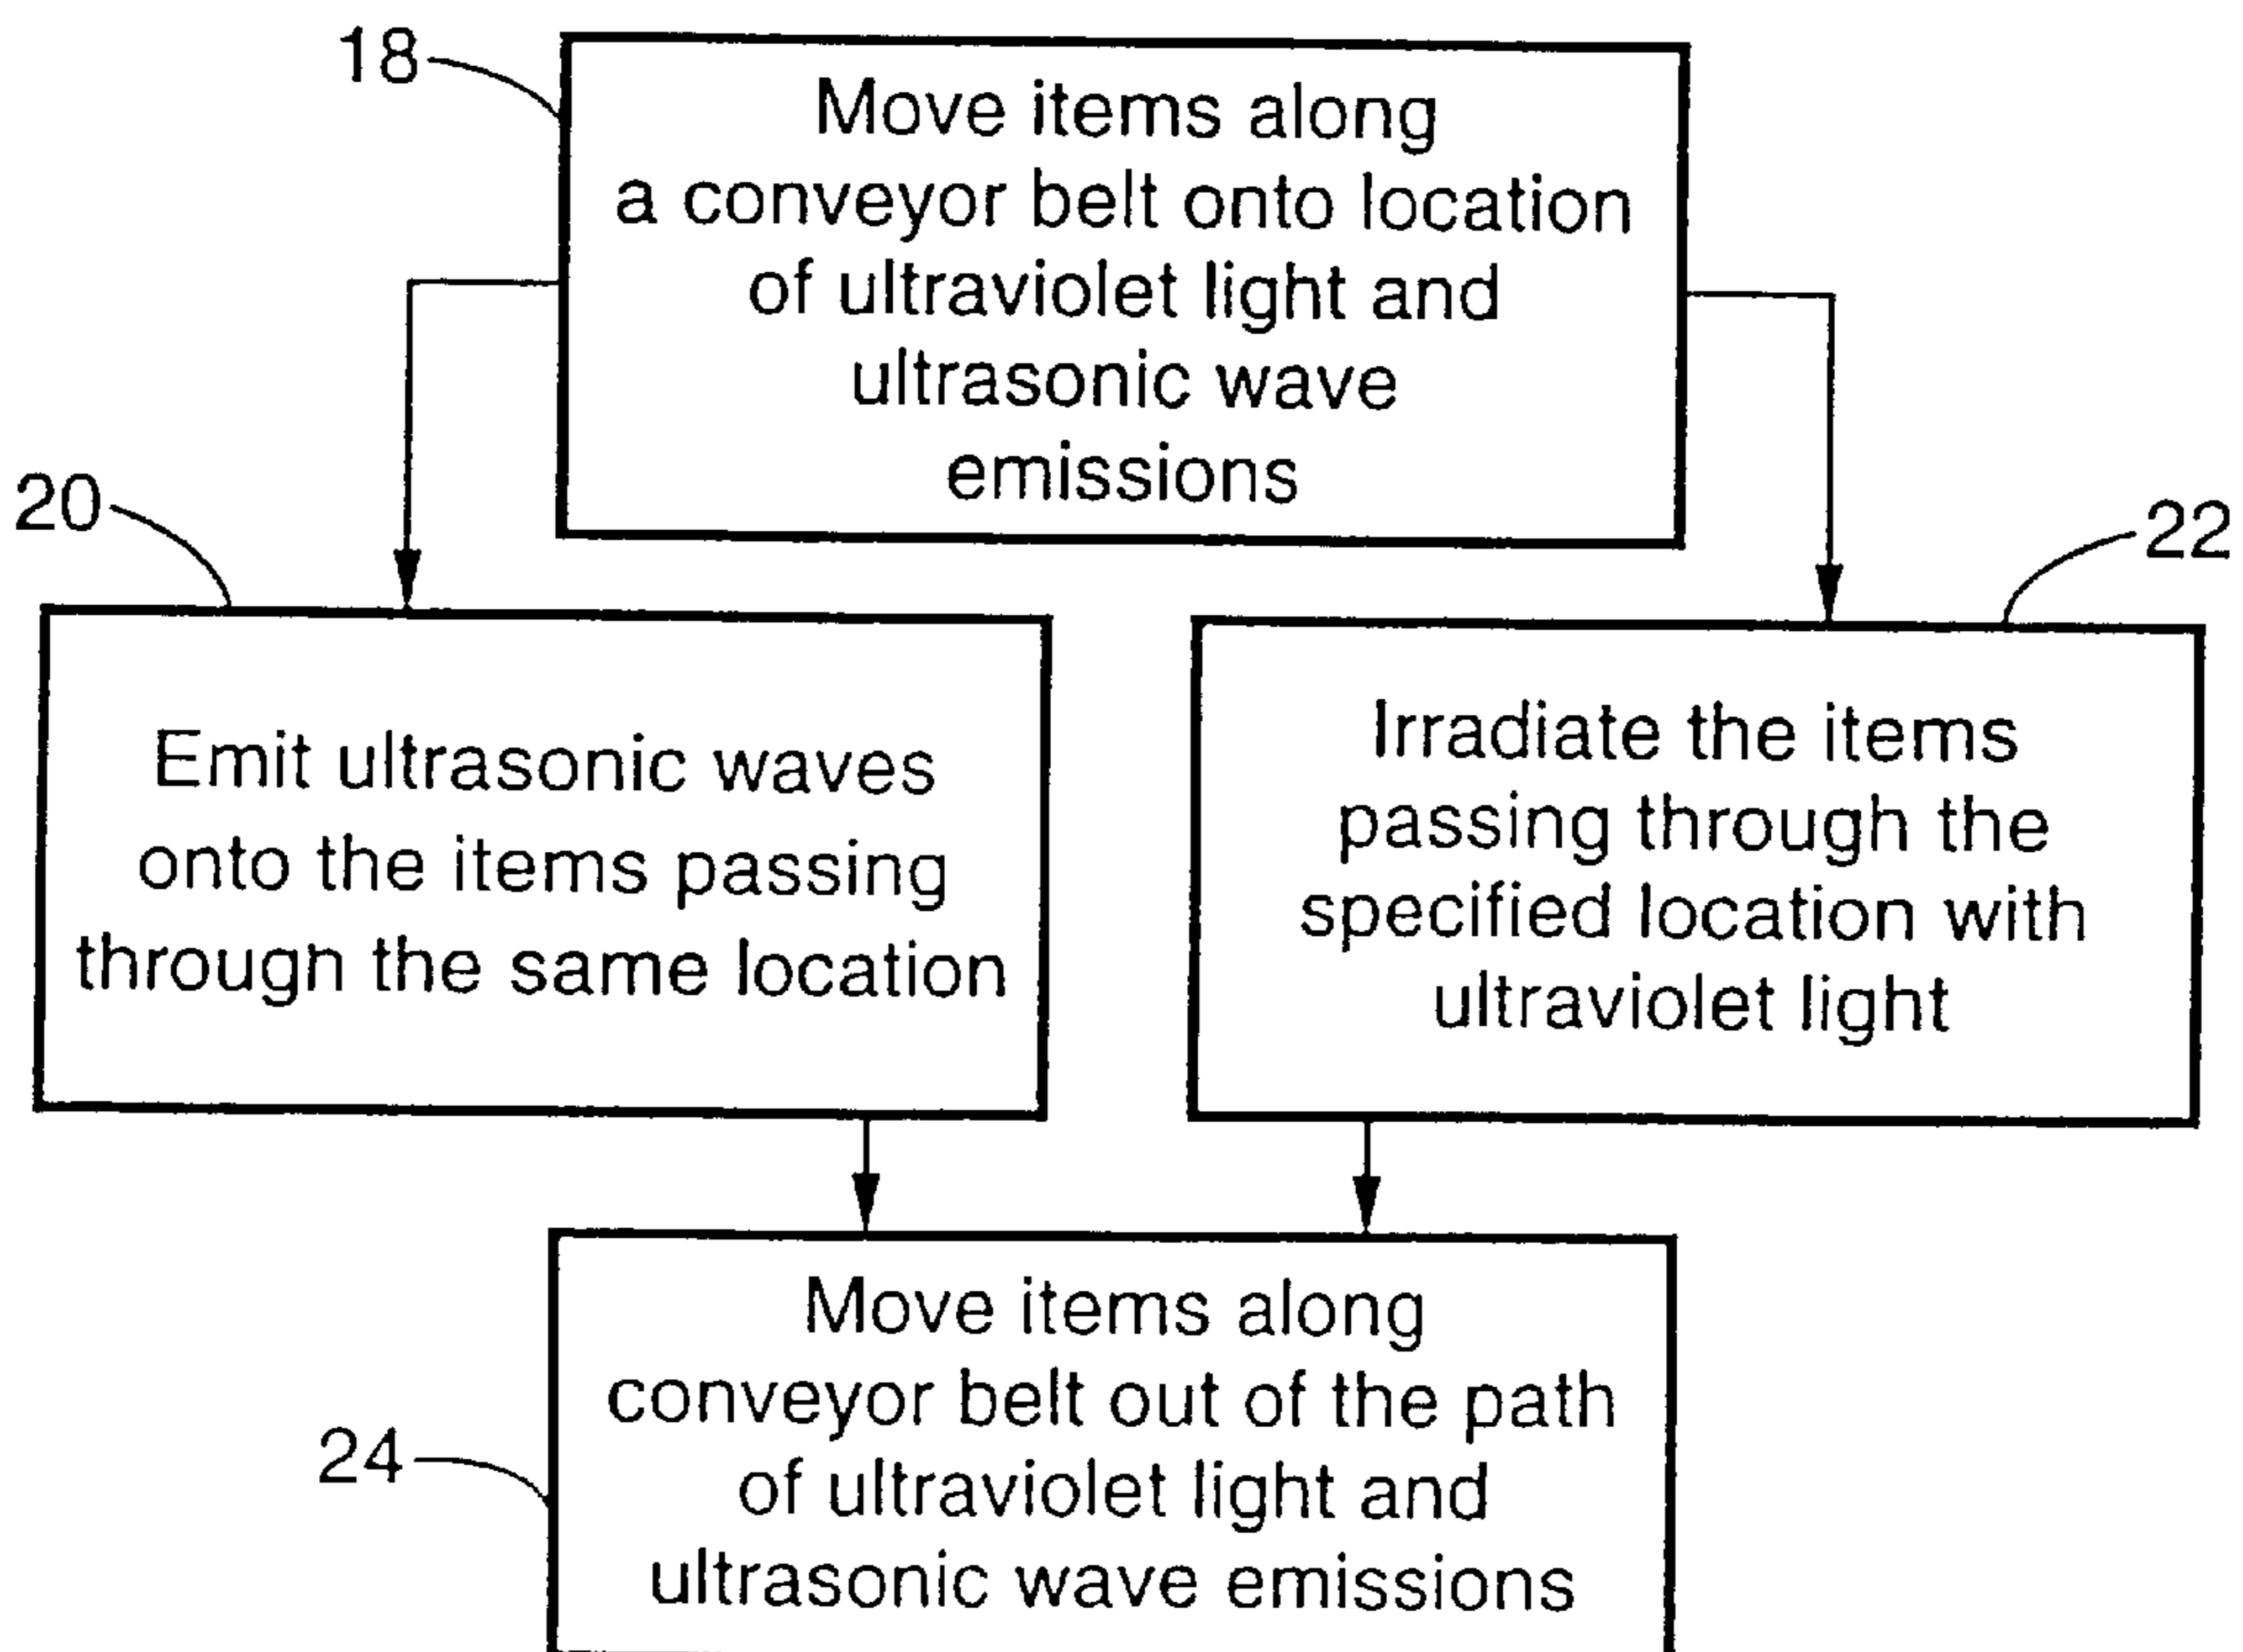 18
Move items along
a conveyor belt onto location
of ultraviolet light and
ultrasonic wave
emissions
20
22
Emit ultrasonic waves
onto the items passing
through the same location
Irradiate the items
passing through the
specified location with
ultraviolet light
Move items along
conveyor belt out of the path
of ultraviolet light and
ultrasonic wave emissions
24